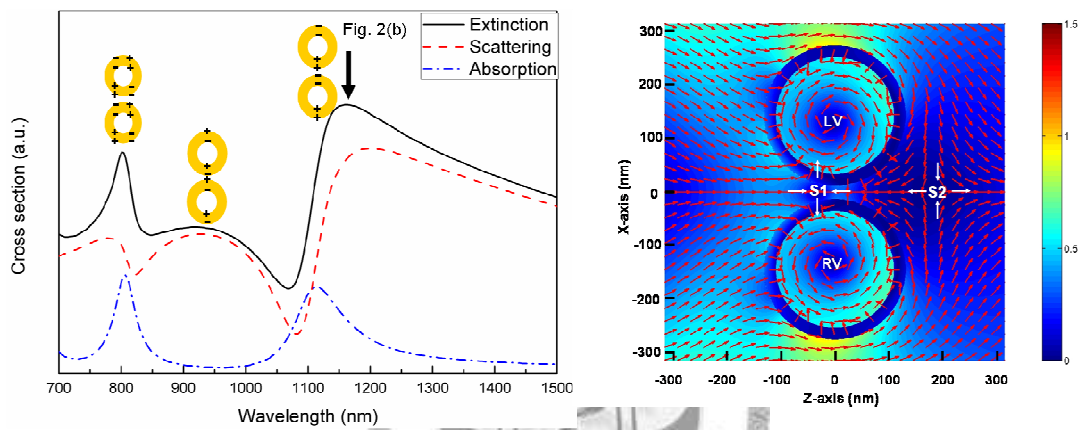 Fig. 2(b)
Extinction
Scattering
Absorption
Cross section (a.u.)
700 800 900 1000 1100 1200 1300 1400 1500
Wavelength (nm)
300
200
100
0
-100
-200
-300
X-axis (nm)
LV
S1
S2
RV
-300 -200 -100 0 100 200 300
Z-axis (nm)
1.5
1
0.5
0